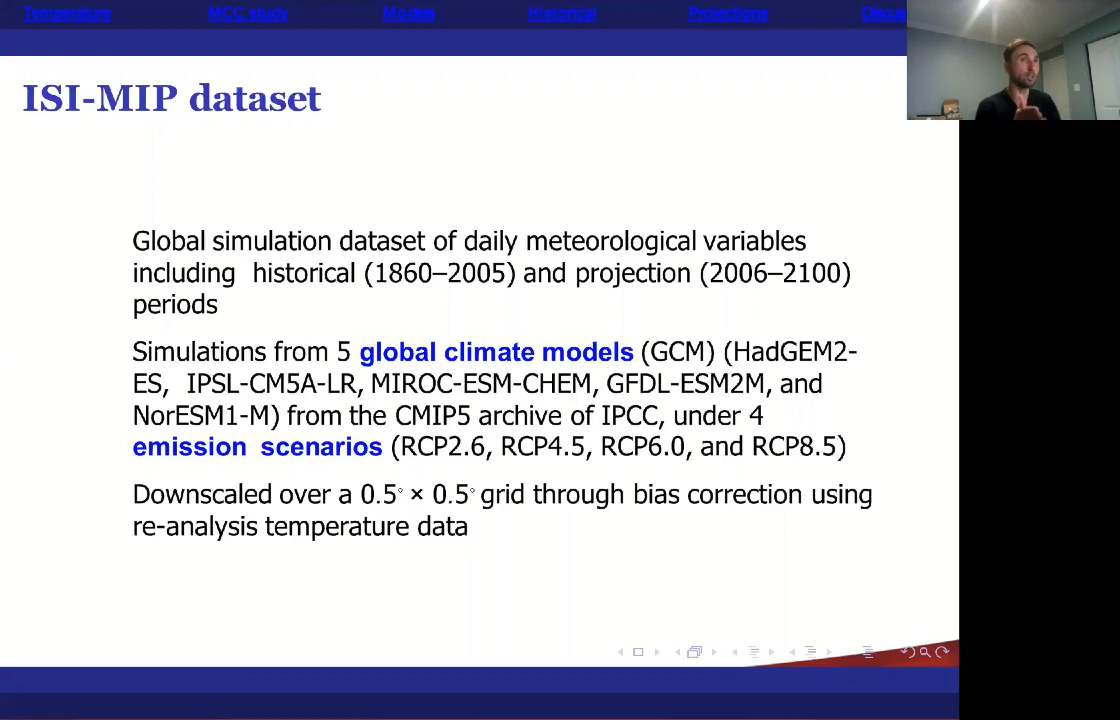 Temperature MCC study Models Historical Projections Discus
ISI-MIP dataset
Global simulation dataset of daily meteorological variables
including historical (1860–2005) and projection (2006–2100)
periods
Simulations from 5 global climate models (GCM) (HadGEM2-
ES, IPSL-CM5A-LR, MIROC-ESM-CHEM, GFDL-ESM2M, and
NorESM1-M) from the CMIP5 archive of IPCC, under 4
emission scenarios (RCP2.6, RCP4.5, RCP6.0, and RCP8.5)
Downscaled over a 0.5° × 0.5° grid through bias correction using
re-analysis temperature data